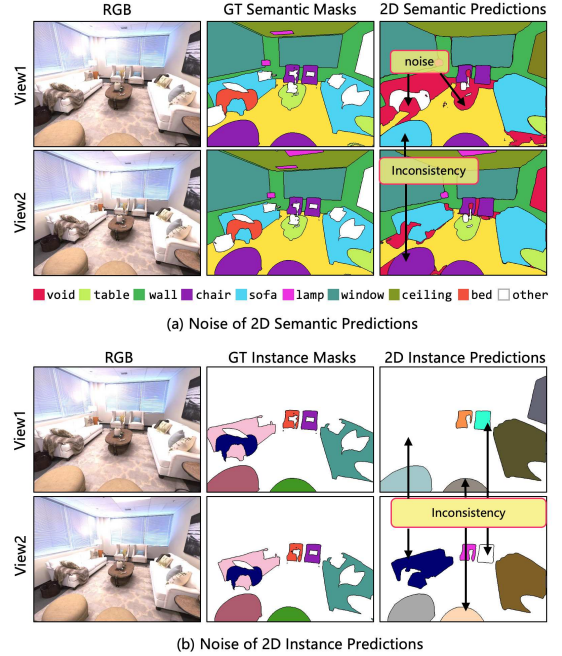 RGB GT Semantic Masks 2D Semantic Predictions
View1
noise
View2
Inconsistency
void table wall chair sofa lamp window ceiling bed other
(a) Noise of 2D Semantic Predictions
RGB GT Instance Masks 2D Instance Predictions
View1
Inconsistency
View2
(b) Noise of 2D Instance Predictions